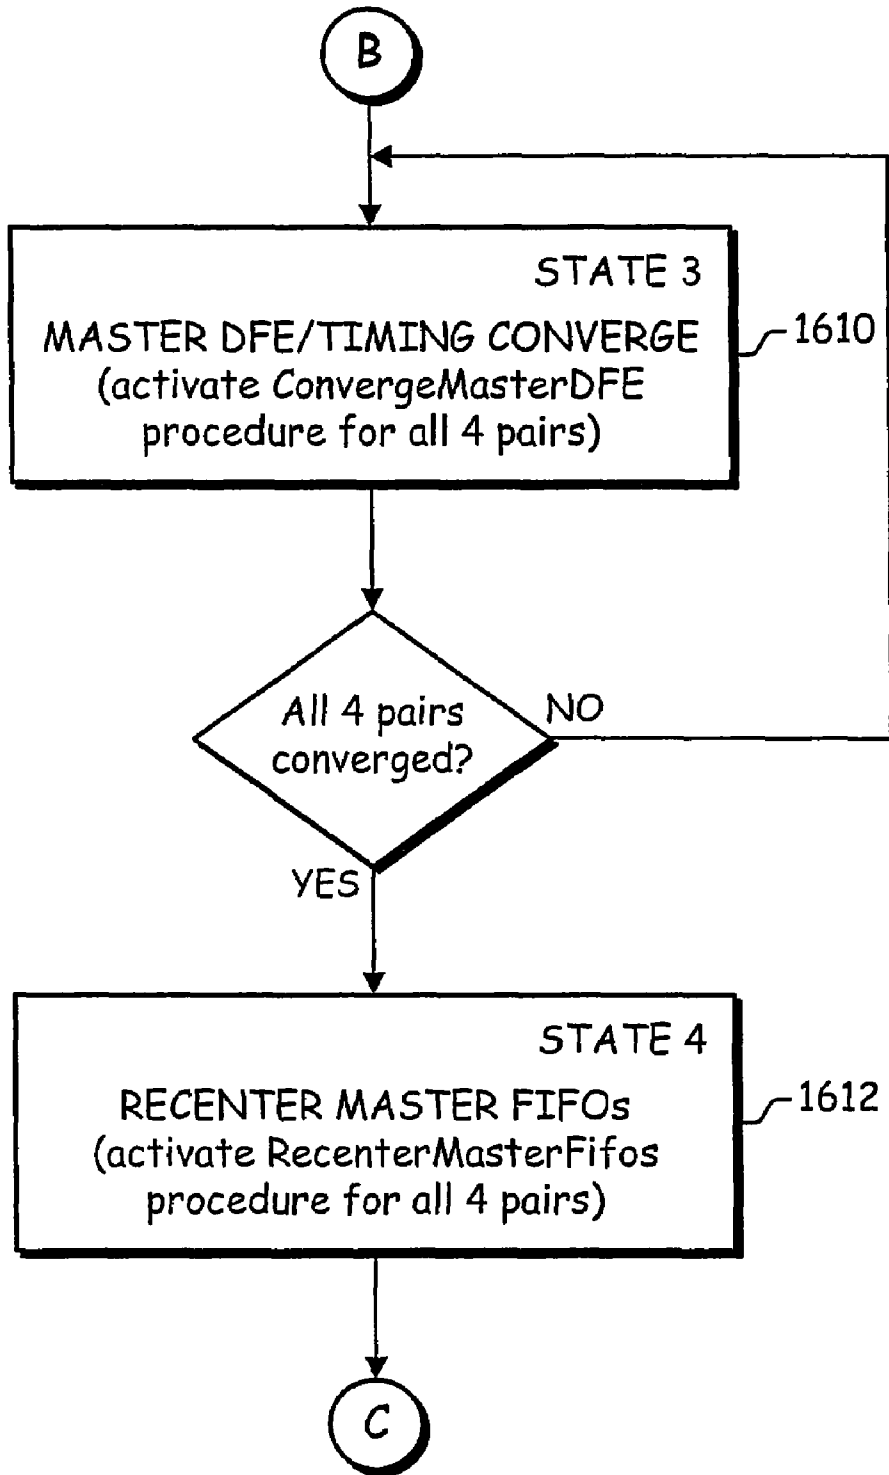 B
STATE 3
MASTER DFE/TIMING CONVERGE
(activate ConvergeMasterDFE
procedure for all 4 pairs)
1610
All 4 pairs
converged?
NO
YES
STATE 4
RECENTER MASTER FIFOs
(activate RecenterMasterFifos
procedure for all 4 pairs)
1612
C